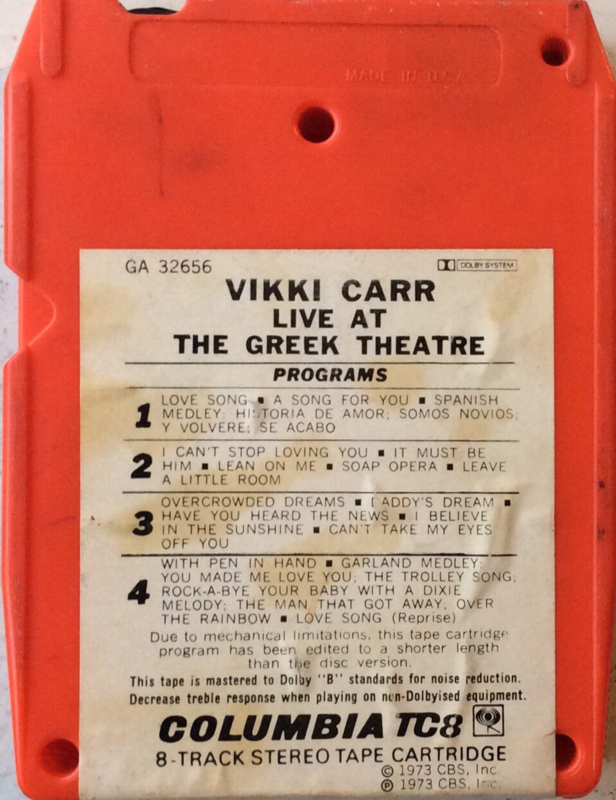 MADE IN U.S.A.
GA 32656
DOLBY SYSTEM
VIKKI CARR
LIVE AT
THE GREEK THEATRE
PROGRAMS
1
LOVE SONG ▪ A SONG FOR YOU ▪ SPANISH
MEDLEY; HISTORIA DE AMOR; SOMOS NOVIOS;
Y VOLVERE; SE ACABO
2
I CAN'T STOP LOVING YOU ▪ IT MUST BE
HIM ▪ LEAN ON ME ▪ SOAP OPERA ▪ LEAVE
A LITTLE ROOM
3
OVERCROWDED DREAMS ▪ DADDY'S DREAM ▪
HAVE YOU HEARD THE NEWS ▪ I BELIEVE
IN THE SUNSHINE ▪ CAN'T TAKE MY EYES
OFF YOU
4
WITH PEN IN HAND ▪ GARLAND MEDLEY;
YOU MADE ME LOVE YOU; THE TROLLEY SONG;
ROCK-A-BYE YOUR BABY WITH A DIXIE
MELODY; THE MAN THAT GOT AWAY; OVER
THE RAINBOW ▪ LOVE SONG (Reprise)
Due to mechanical limitations, this tape cartridge
program has been edited to a shorter length
than the disc version.
This tape is mastered to Dolby "B" standards for noise reduction.
Decrease treble response when playing on non-Dolbyised equipment.
COLUMBIA TC8
8-TRACK STEREO TAPE CARTRIDGE
© 1973 CBS, Inc.
℗ 1973 CBS, Inc.